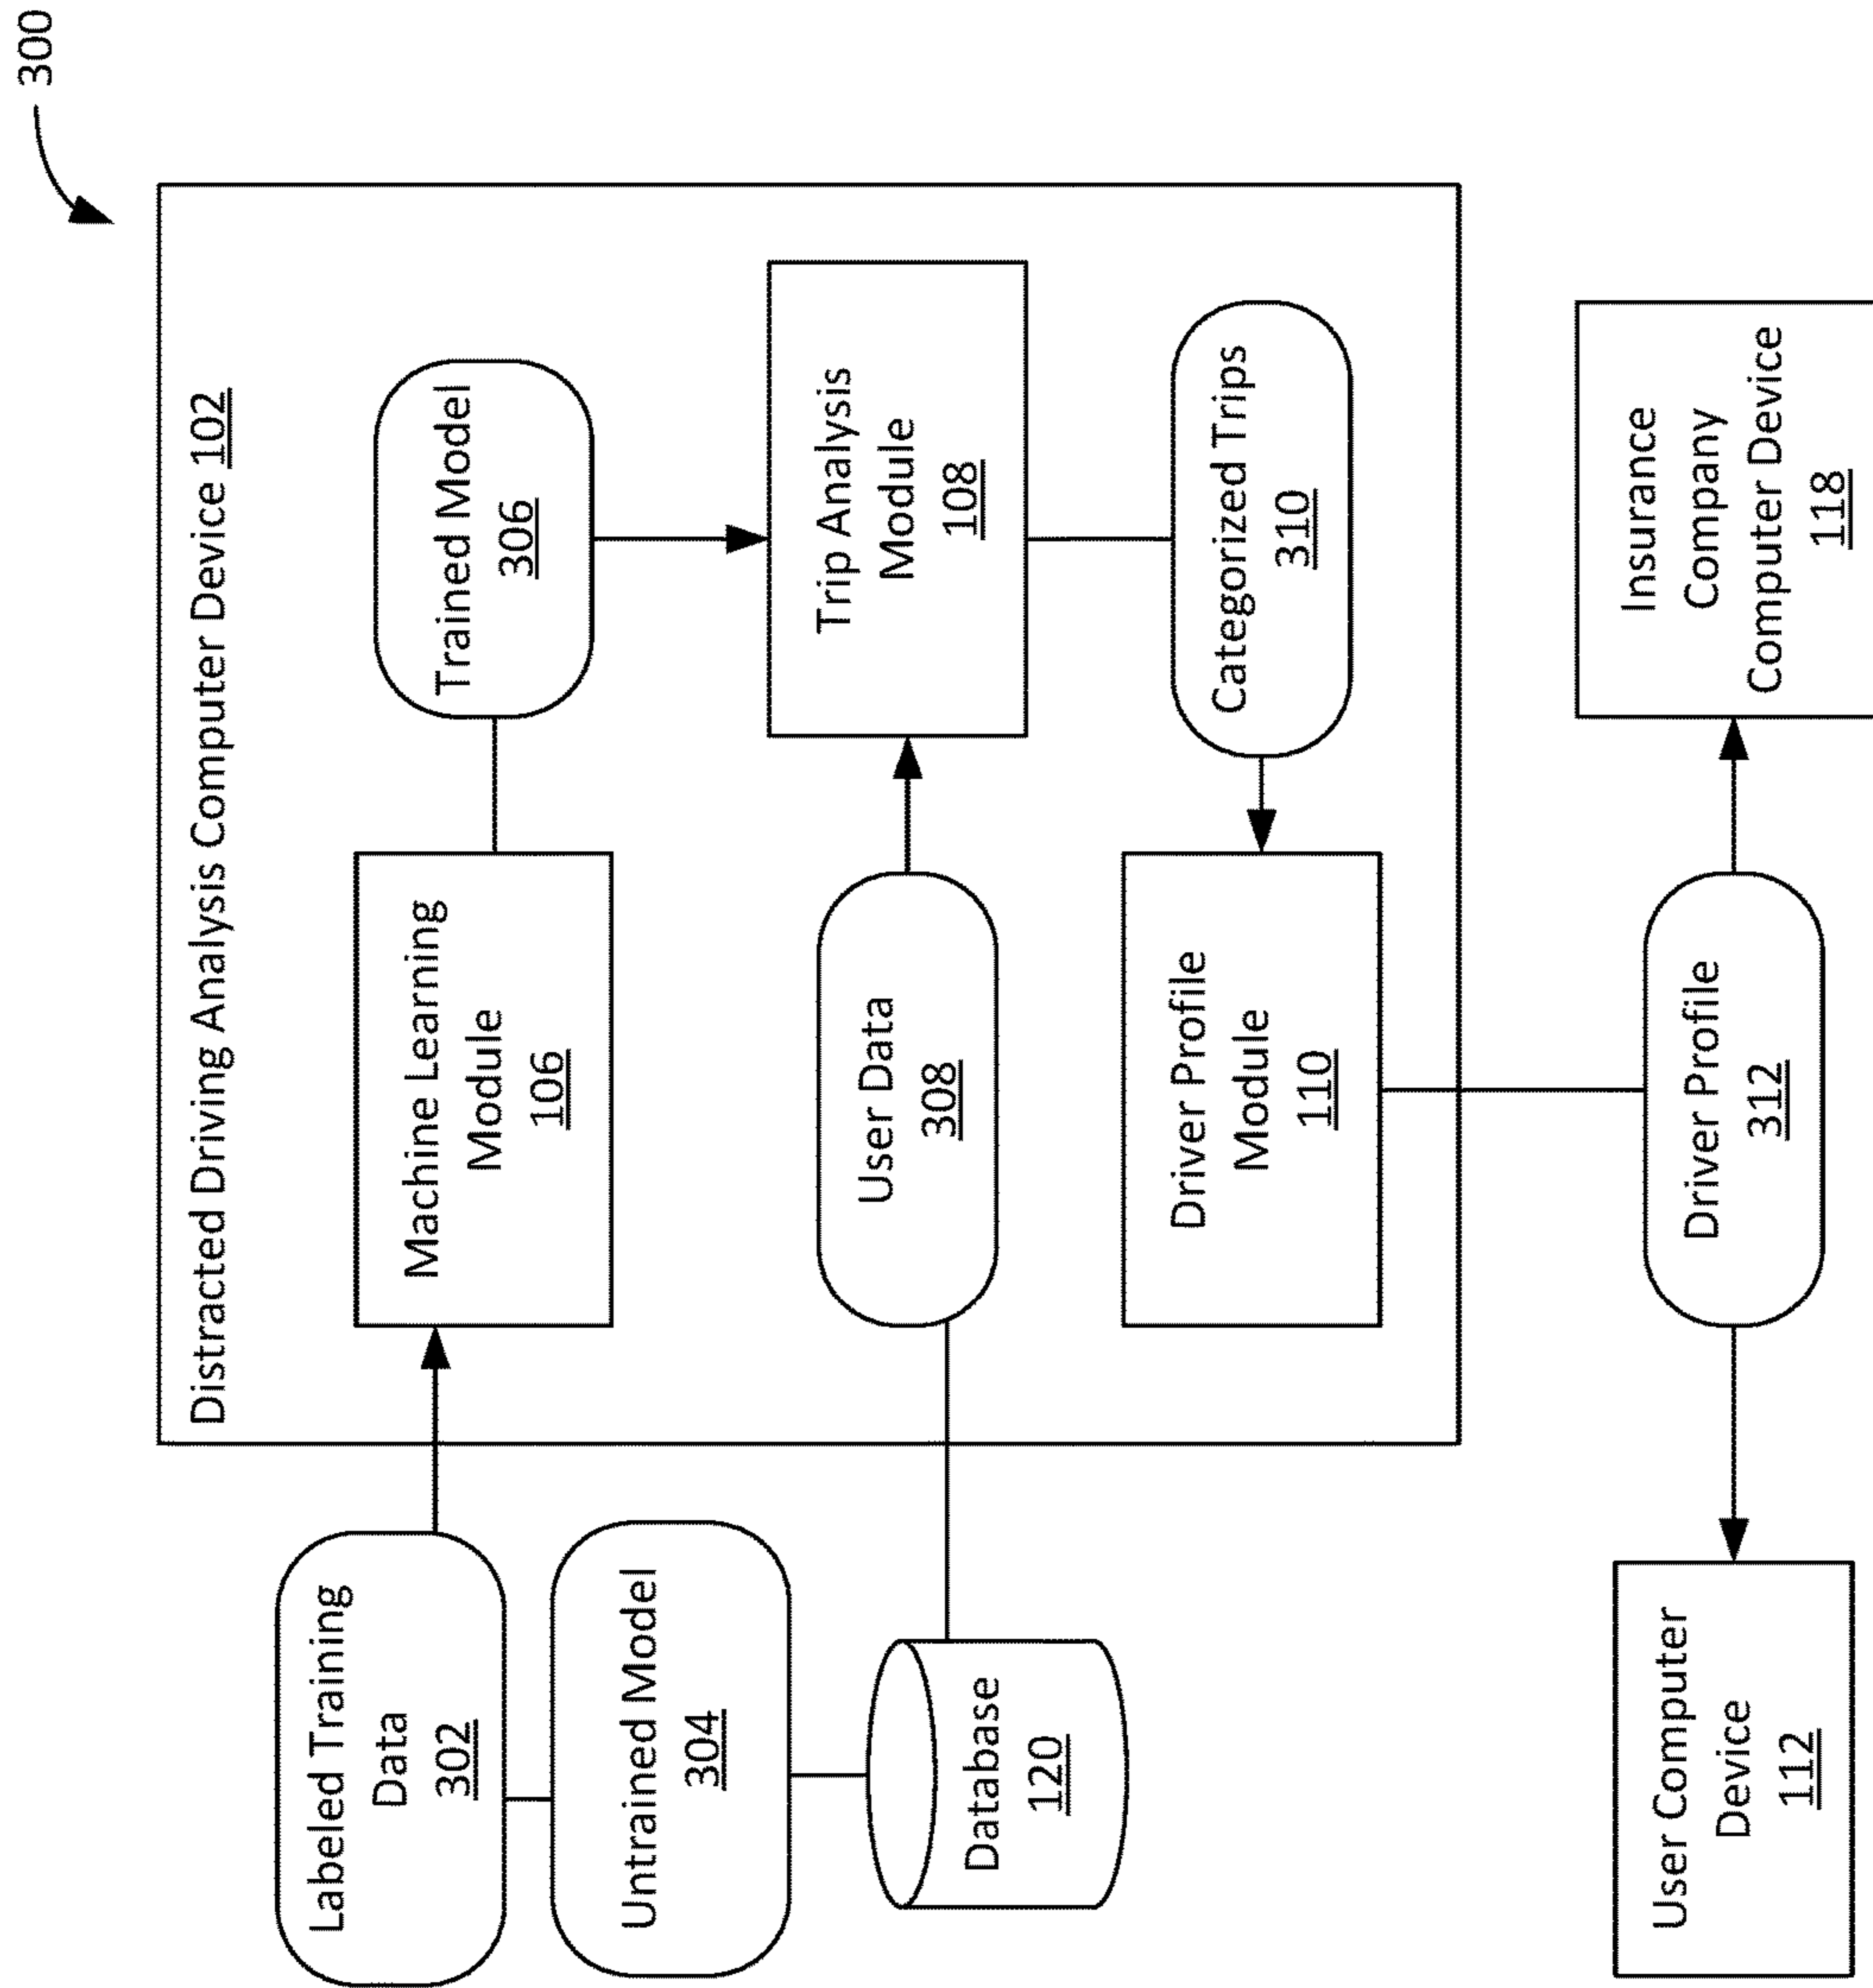 300
Distracted Driving Analysis Computer Device 102
Labeled Training
Data
302
Machine Learning
Module
106
Trained Model
306
Untrained Model
304
User Data
308
Trip Analysis
Module
108
Database
120
Driver Profile
Module
110
Categorized Trips
310
User Computer
Device
112
Driver Profile
312
Insurance
Company
Computer Device
118